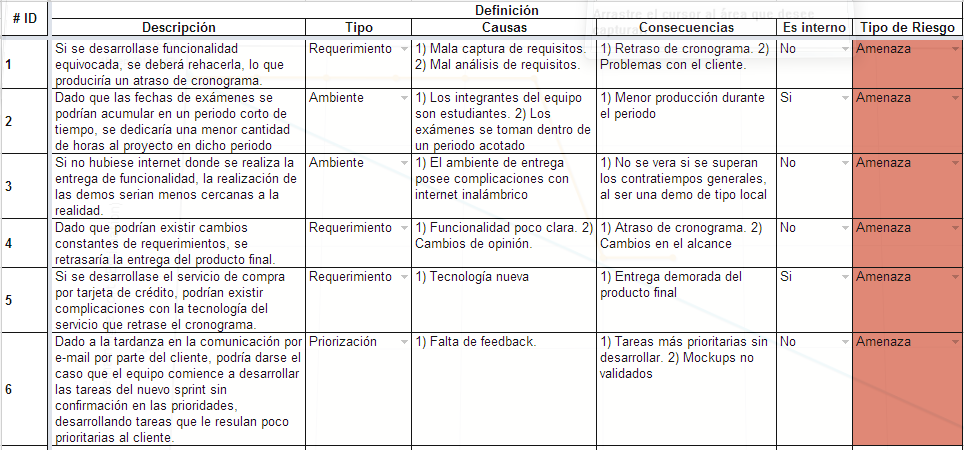 # ID
Definición
Descripción Tipo Causas Consecuencias Es interno Tipo de Riesgo
Arrastre el cursor al área que desee
captura
1
Si se desarrollase funcionalidad
equivocada, se deberá rehacerla, lo que
produciría un atraso de cronograma.
Requerimiento
1) Mala captura de requisitos.
2) Mal análisis de requisitos.
1) Retraso de cronograma. 2)
Problemas con el cliente.
No
Amenaza
2
Dado que las fechas de exámenes se
podrían acumular en un periodo corto de
tiempo, se dedicaría una menor cantidad
de horas al proyecto en dicho periodo
Ambiente
1) Los integrantes del equipo
son estudiantes. 2) Los
exámenes se toman dentro de
un periodo acotado
1) Menor producción durante
el periodo
Si
Amenaza
3
Si no hubiese internet donde se realiza la
entrega de funcionalidad, la realización de
las demos serian menos cercanas a la
realidad.
Ambiente
1) El ambiente de entrega
posee complicaciones con
internet inalámbrico
1) No se vera si se superan
los contratiempos generales,
al ser una demo de tipo local
No
Amenaza
4
Dado que podrían existir cambios
constantes de requerimientos, se
retrasaría la entrega del producto final.
Requerimiento
1) Funcionalidad poco clara. 2)
Cambios de opinión.
1) Atraso de cronograma. 2)
Cambios en el alcance
No
Amenaza
5
Si se desarrollase el servicio de compra
por tarjeta de crédito, podrían existir
complicaciones con la tecnología del
servicio que retrase el cronograma.
Requerimiento
1) Tecnología nueva
1) Entrega demorada del
producto final
Si
Amenaza
6
Dado a la tardanza en la comunicación por
e-mail por parte del cliente, podría darse el
caso que el equipo comience a desarrollar
las tareas del nuevo sprint sin
confirmación en las prioridades,
desarrollando tareas que le resulan poco
prioritarias al cliente.
Priorización
1) Falta de feedback.
1) Tareas más prioritarias sin
desarrollar. 2) Mockups no
validados
No
Amenaza